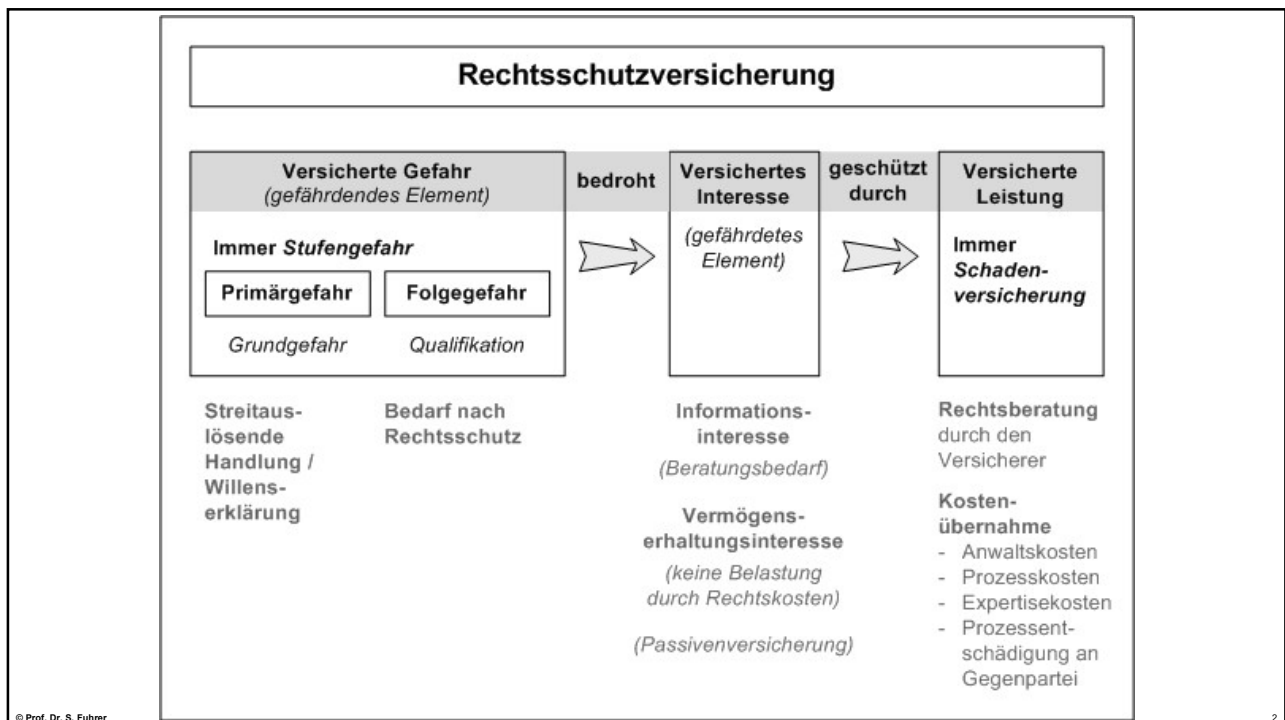 Rechtsschutzversicherung
Versicherte Gefahr
(gefährdendes Element)
bedroht
Versichertes
Interesse
geschützt
durch
Versicherte
Leistung
Immer Stufengefahr
Primärgefahr
Folgegefahr
Grundgefahr
Qualifikation
(gefährdetes
Element)
Immer
Schaden-
versicherung
Streitaus-
lösende
Handlung /
Willens-
erklärung
Bedarf nach
Rechtsschutz
Informations-
interesse
(Beratungsbedarf)
Vermögens-
erhaltungsinteresse
(keine Belastung
durch Rechtskosten)
(Passivenversicherung)
Rechtsberatung
durch den
Versicherer
Kosten-
übernahme
- Anwaltskosten
- Prozesskosten
- Expertisekosten
- Prozessent-
schädigung an
Gegenpartei
© Prof. Dr. S. Fuhrer
2